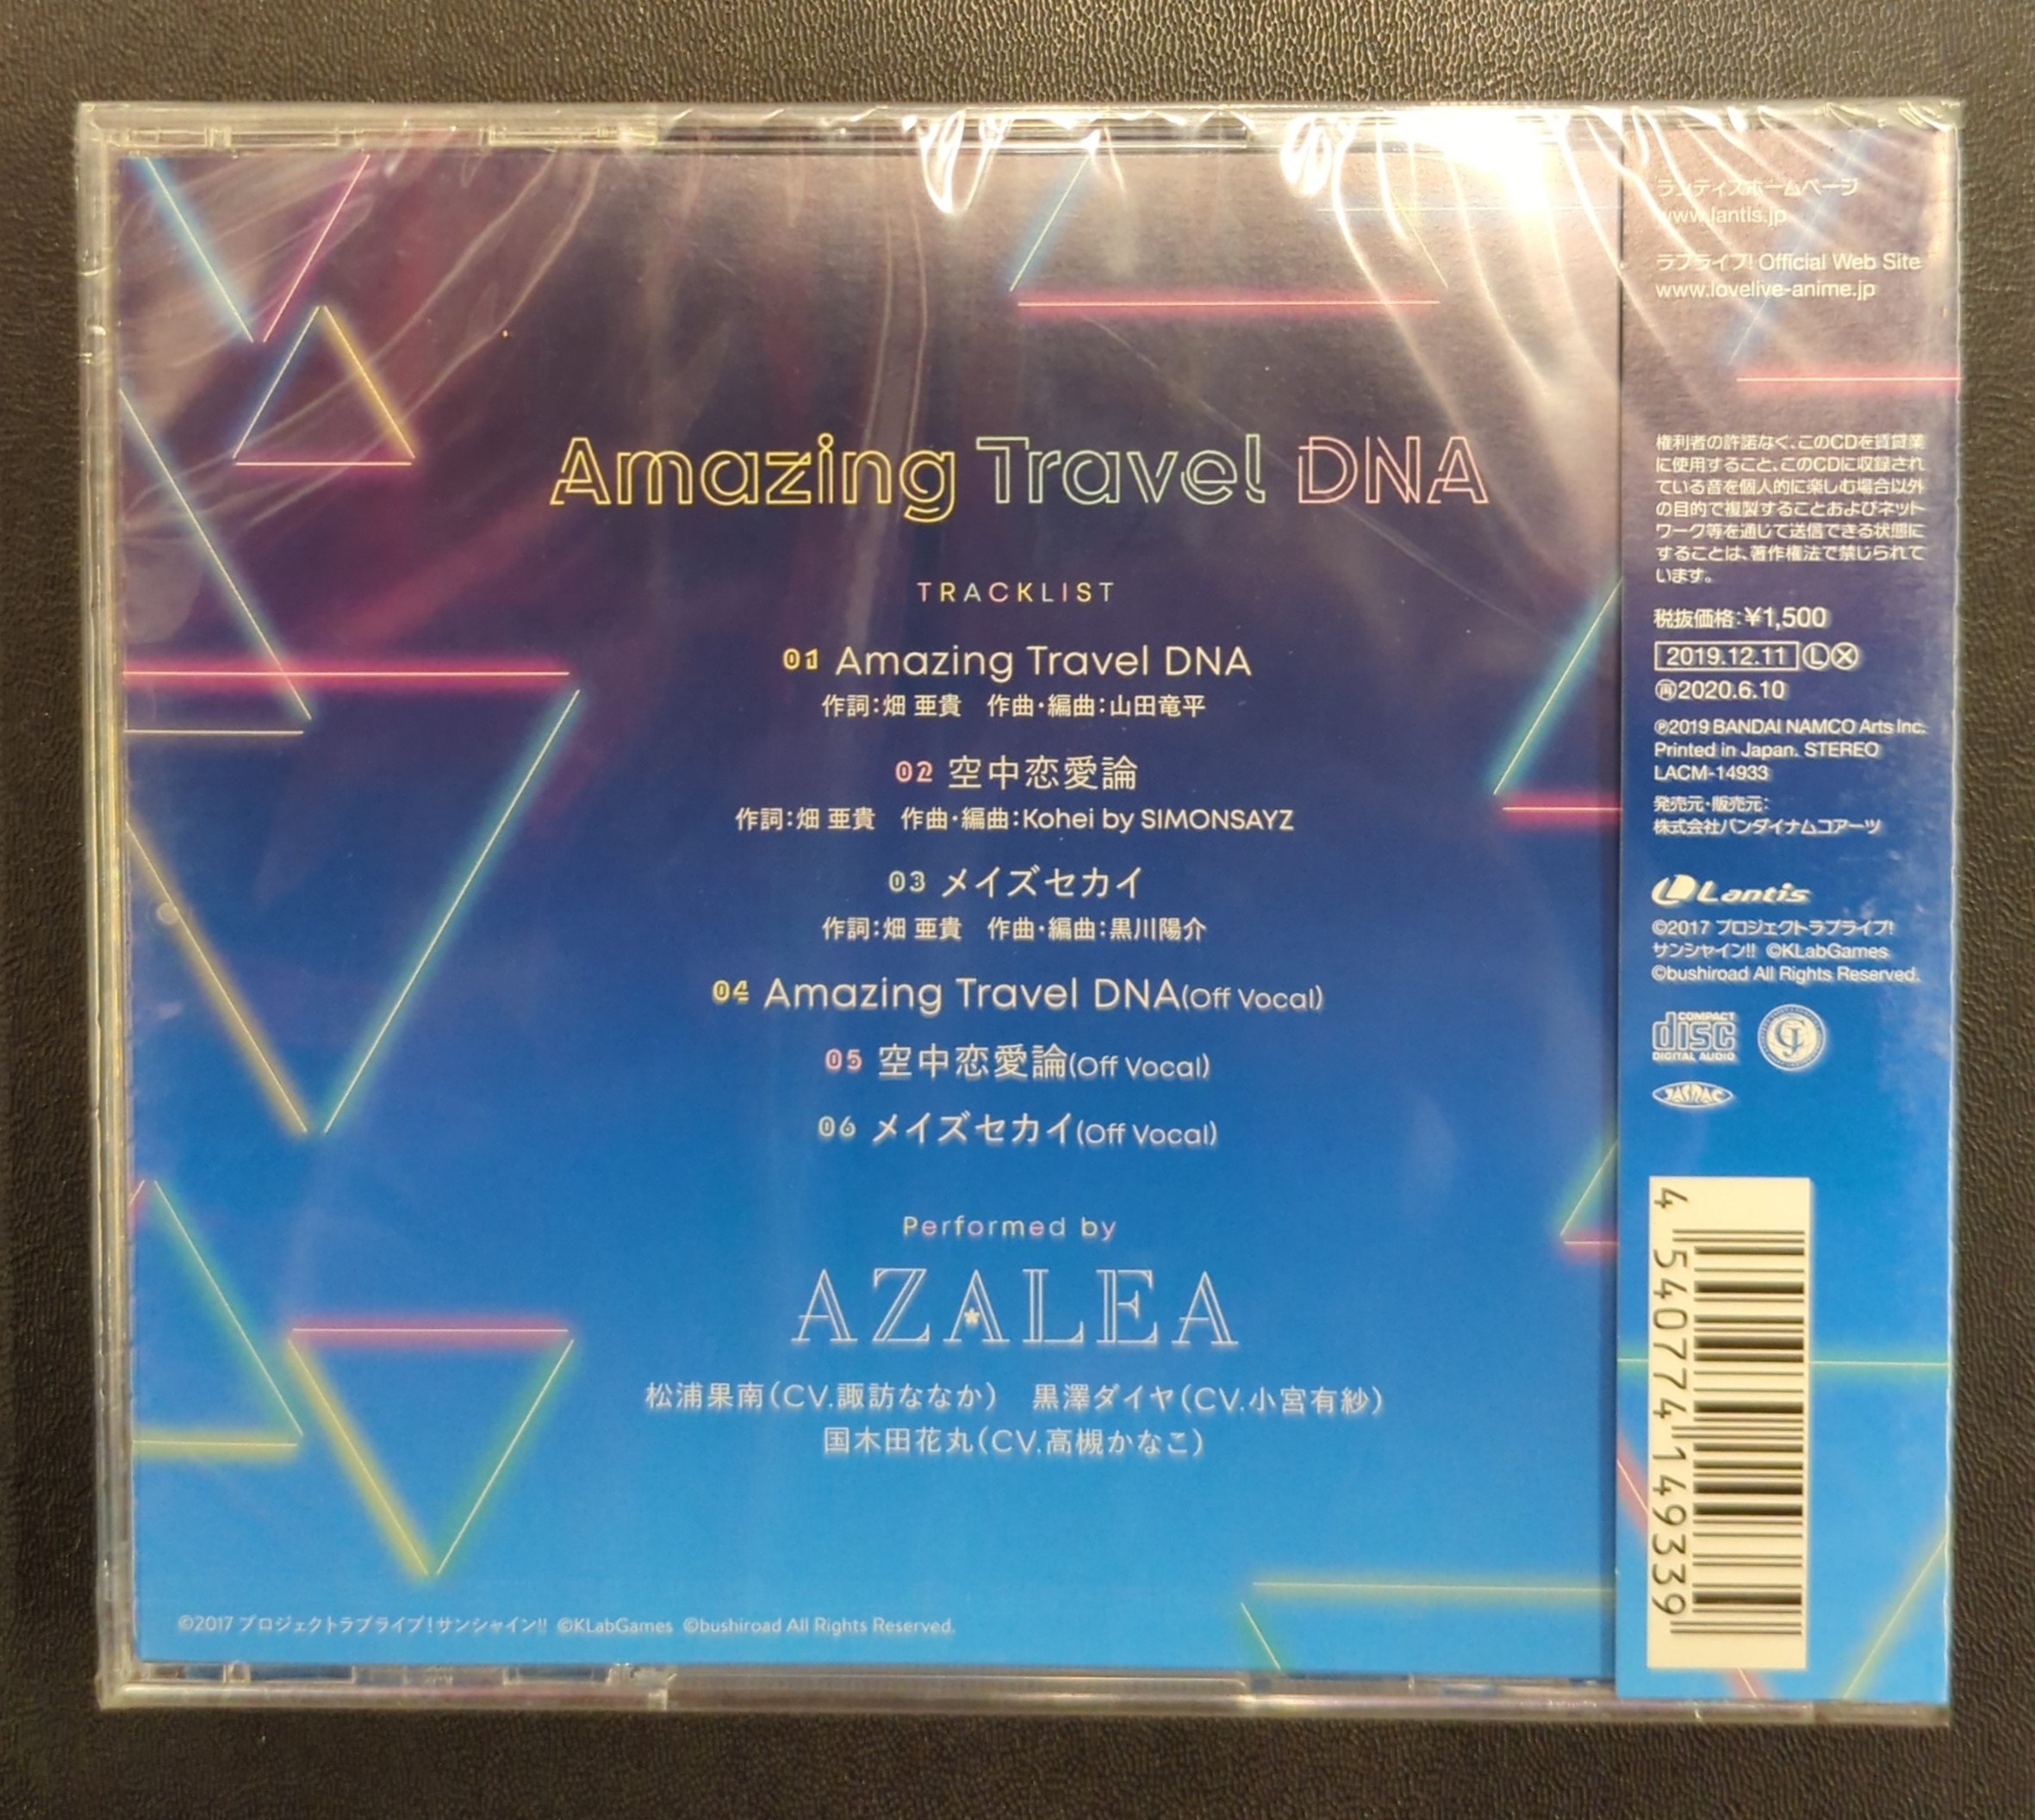 Amazing Travel DNA
TRACKLIST
01 Amazing Travel DNA
作詞:畑 亜貴 作曲・編曲:山田竜平
02 空中恋愛論
作詞:畑 亜貴 作曲・編曲:Kohei by SIMONSAYZ
03 メイズセカイ
作詞:畑 亜貴 作曲・編曲:黒川陽介
04 Amazing Travel DNA(Off Vocal)
05 空中恋愛論(Off Vocal)
06 メイズセカイ(Off Vocal)
Performed by
AZALEA
松浦果南(CV.諏訪ななか) 黒澤ダイヤ(CV.小宮有紗)
国木田花丸(CV.高槻かなこ)
©2017 プロジェクトラブライブ!サンシャイン!! ©KLabGames ©bushiroad All Rights Reserved.
ランティスホームページ
www.lantis.jp
ラブライブ! Official Web Site
www.lovelive-anime.jp
権利者の許諾なく、このCDを賃貸業
に使用すること、このCDに収録され
ている音を個人的に楽しむ場合以外
の目的で複製することおよびネット
ワーク等を通じて送信できる状態に
することは、著作権法で禁じられて
います。
税抜価格:¥1,500
2019.12.11 Ⓛ Ⓧ
㊢2020.6.10
℗2019 BANDAI NAMCO Arts Inc.
Printed in Japan. STEREO
LACM-14933
発売元・販売元:
株式会社バンダイナムコアーツ
Lantis
©2017 プロジェクトラブライブ!
サンシャイン!! ©KLabGames
©bushiroad All Rights Reserved.
COMPACT
disc
DIGITAL AUDIO
JASRAC
4 540774 149339